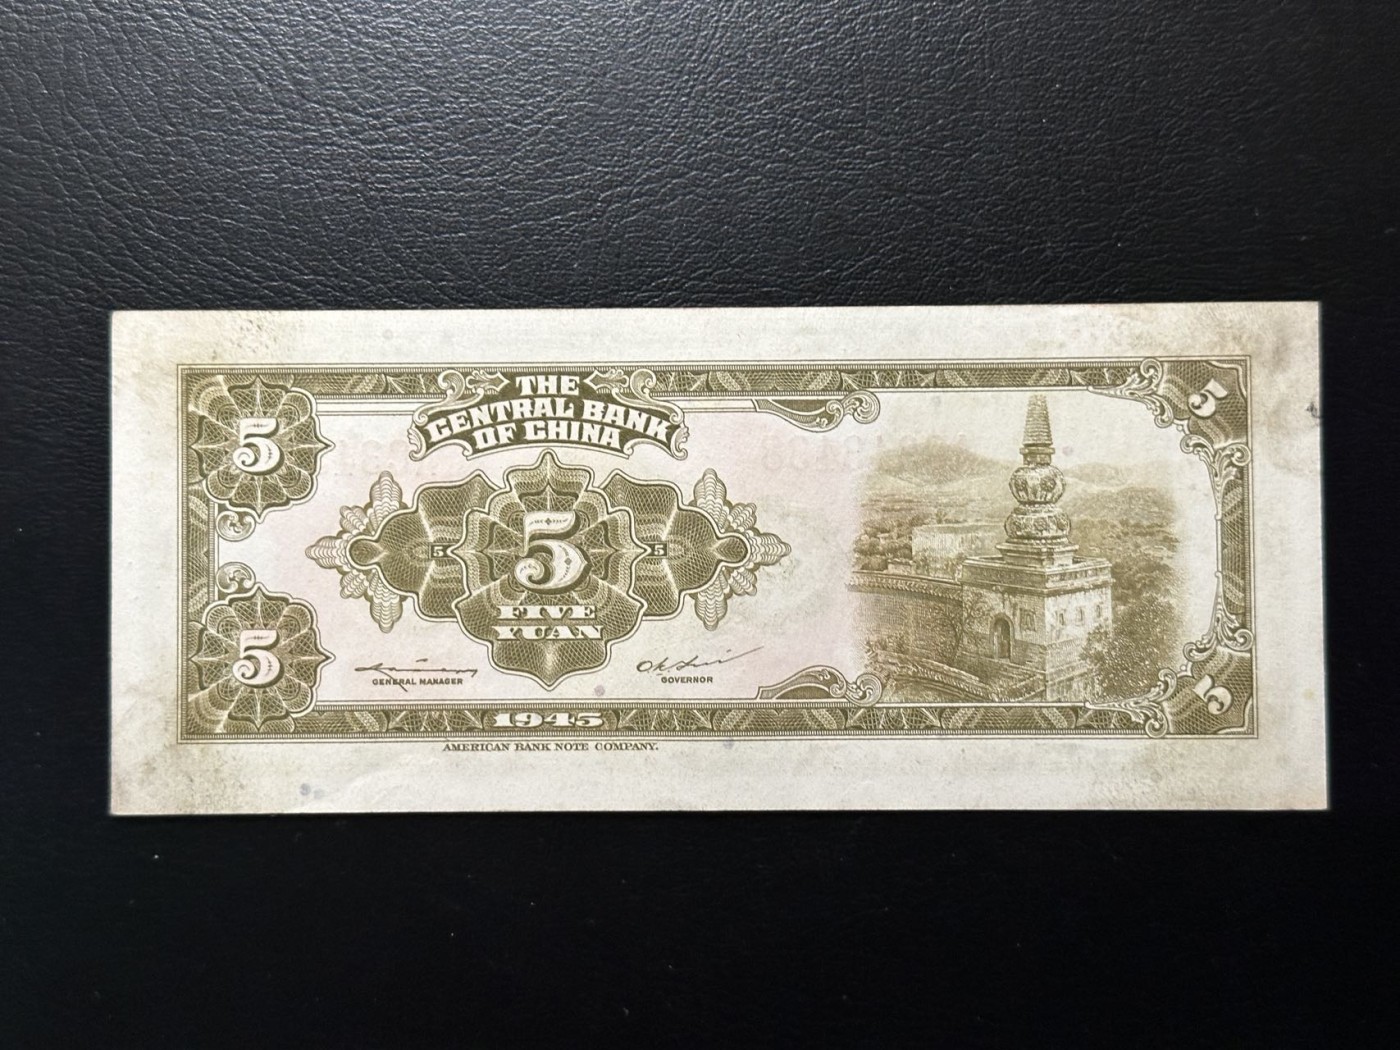 THE
CENTRAL BANK
OF CHINA
5
5
5
5
5
5
FIVE
YUAN
5
5
GENERAL MANAGER
GOVERNOR
1945
AMERICAN BANK NOTE COMPANY.